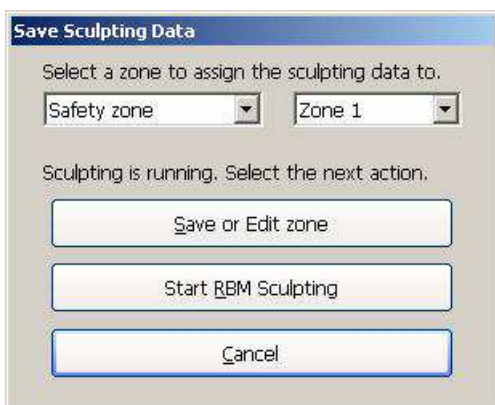 Save Sculpting Data
Select a zone to assign the sculpting data to.
Safety zone Zone 1
Sculpting is running. Select the next action.
Save or Edit zone
Start RBM Sculpting
Cancel